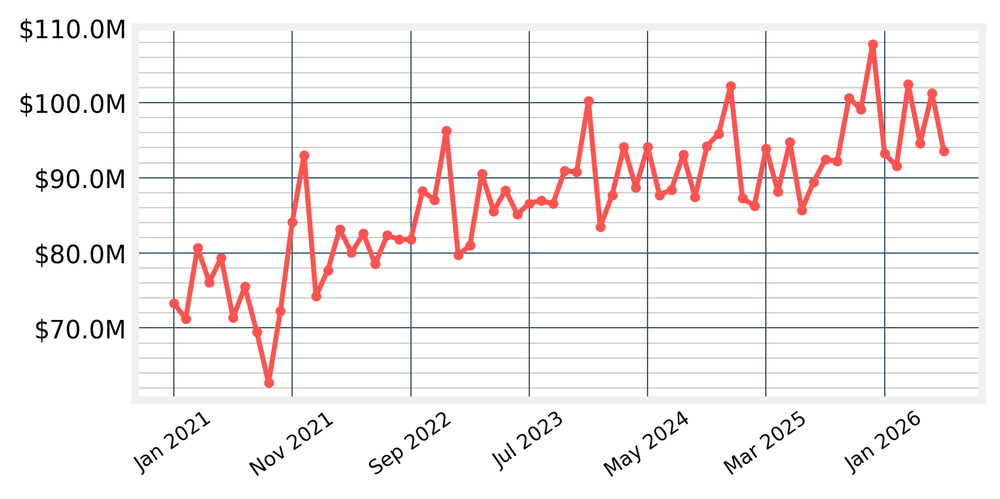 $110.0M
$100.0M
$90.0M
$80.0M
$70.0M
Jan 2021
Nov 2021
Sep 2022
Jul 2023
May 2024
Mar 2025
Jan 2026